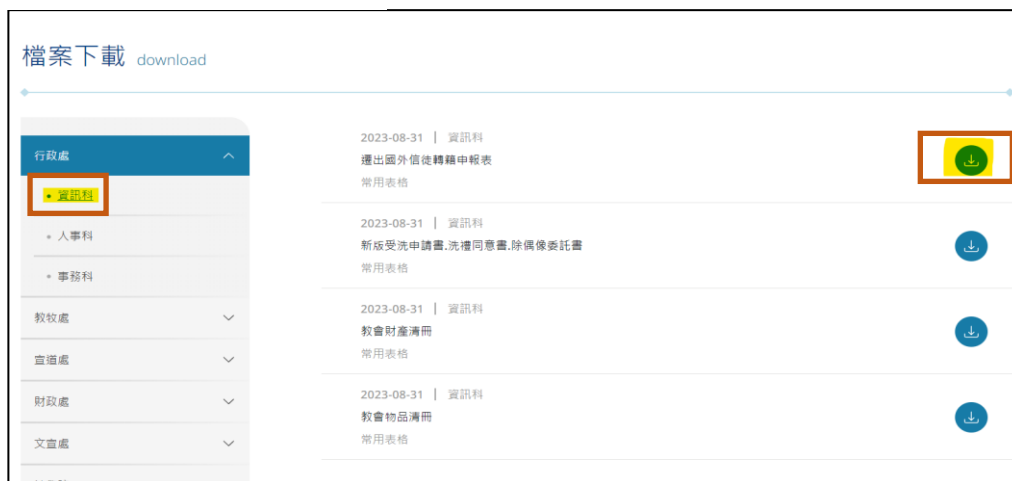 檔案下載 download
行政處
• 資訊科
• 人事科
• 事務科
教牧處
宣道處
財政處
文宣處
2023-08-31 | 資訊科
遷出國外信徒轉籍申報表
常用表格
2023-08-31 | 資訊科
新版受洗申請書.洗禮同意書.除偶像委託書
常用表格
2023-08-31 | 資訊科
教會財產清冊
常用表格
2023-08-31 | 資訊科
教會物品清冊
常用表格